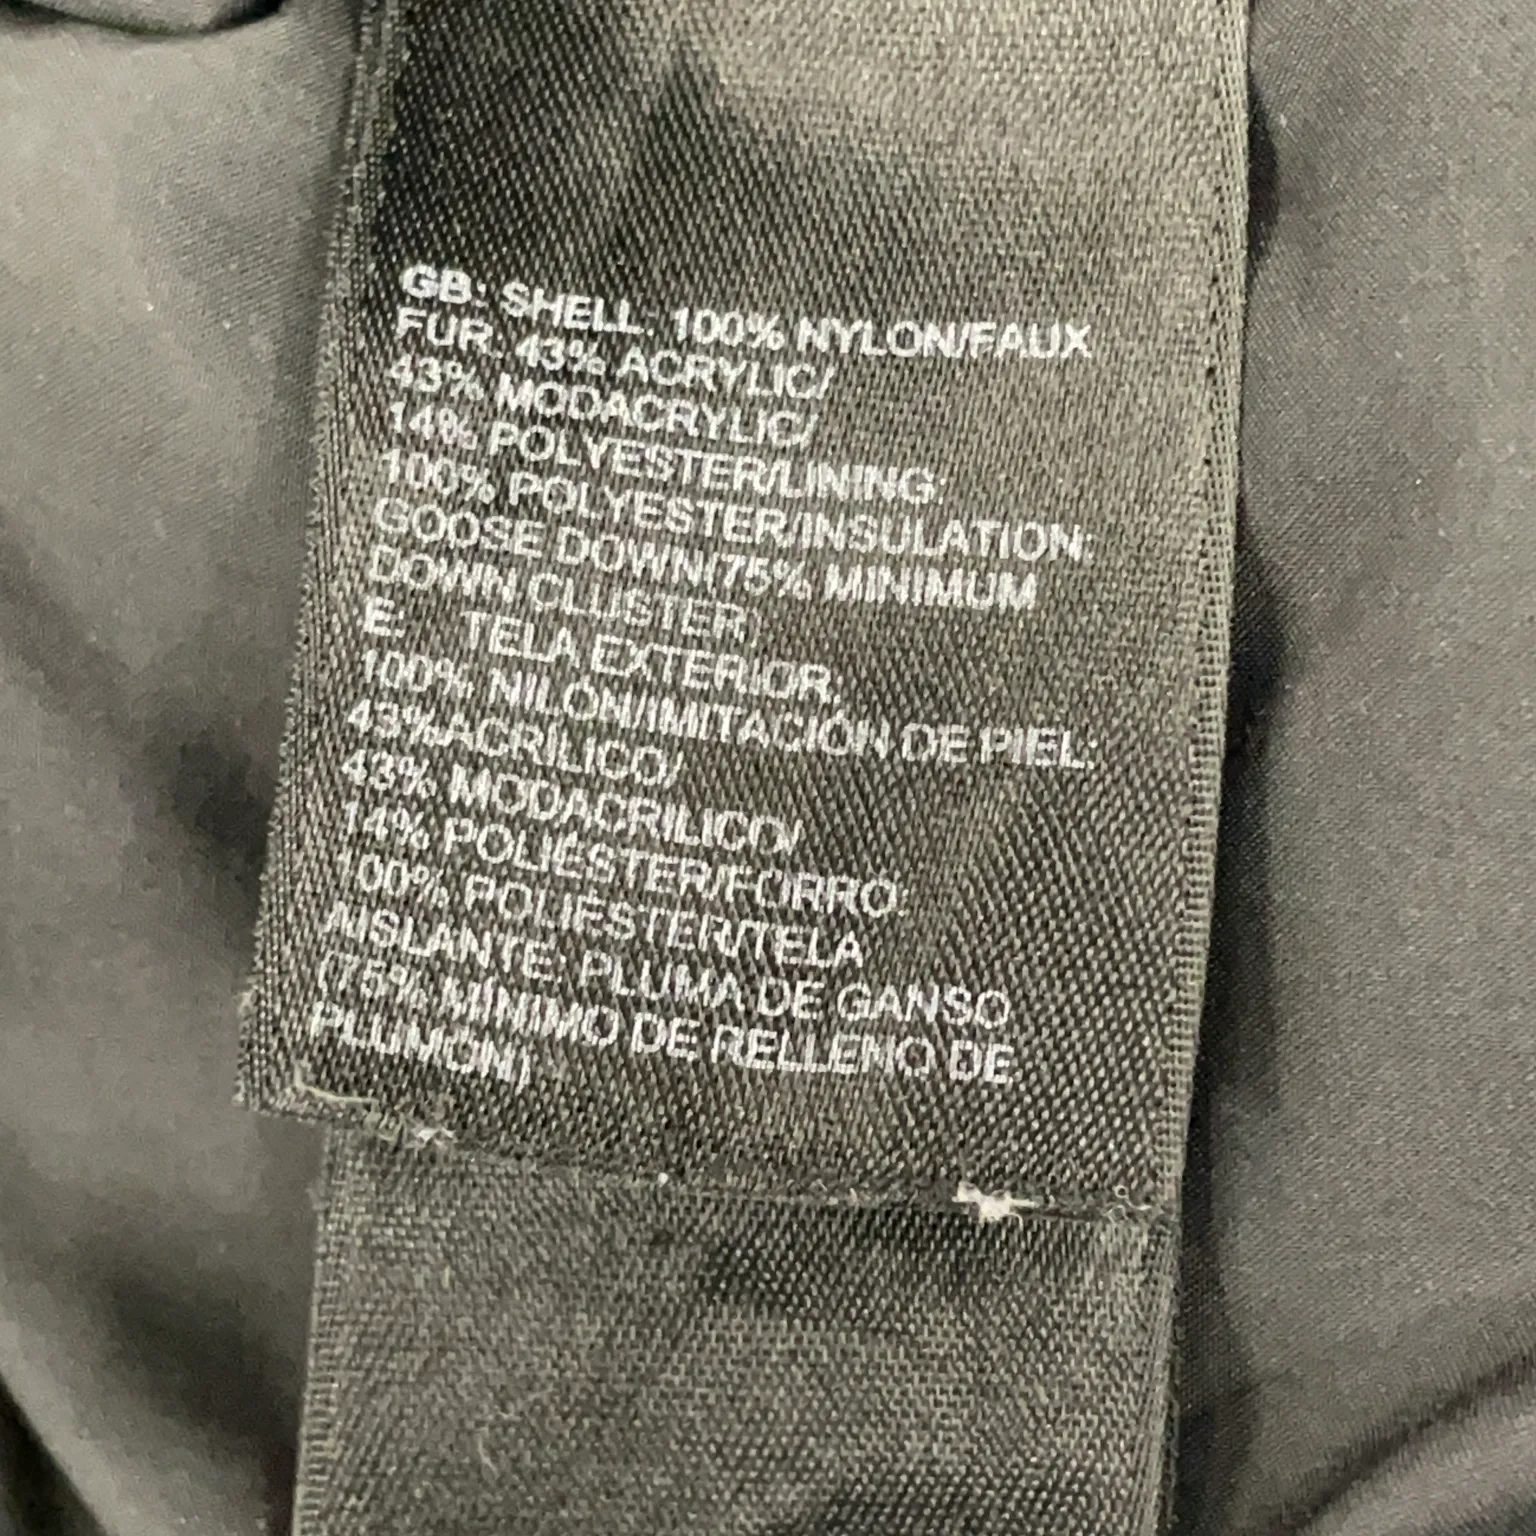 GB: SHELL: 100% NYLON/FAUX
FUR: 43% ACRYLIC/
43% MODACRYLIC/
14% POLYESTER/LINING:
100% POLYESTER/INSULATION:
GOOSE DOWN(75% MINIMUM
DOWN CLUSTER)
E: TELA EXTERIOR:
100% NILÓN/IMITACIÓN DE PIEL:
43%ACRÍLICO/
43% MODACRILICO/
14% POLIÉSTER/FORRO:
100% POLIÉSTER/TELA
AISLANTE: PLUMA DE GANSO
(75% MÍNIMO DE RELLENO DE
PLUMÓN)